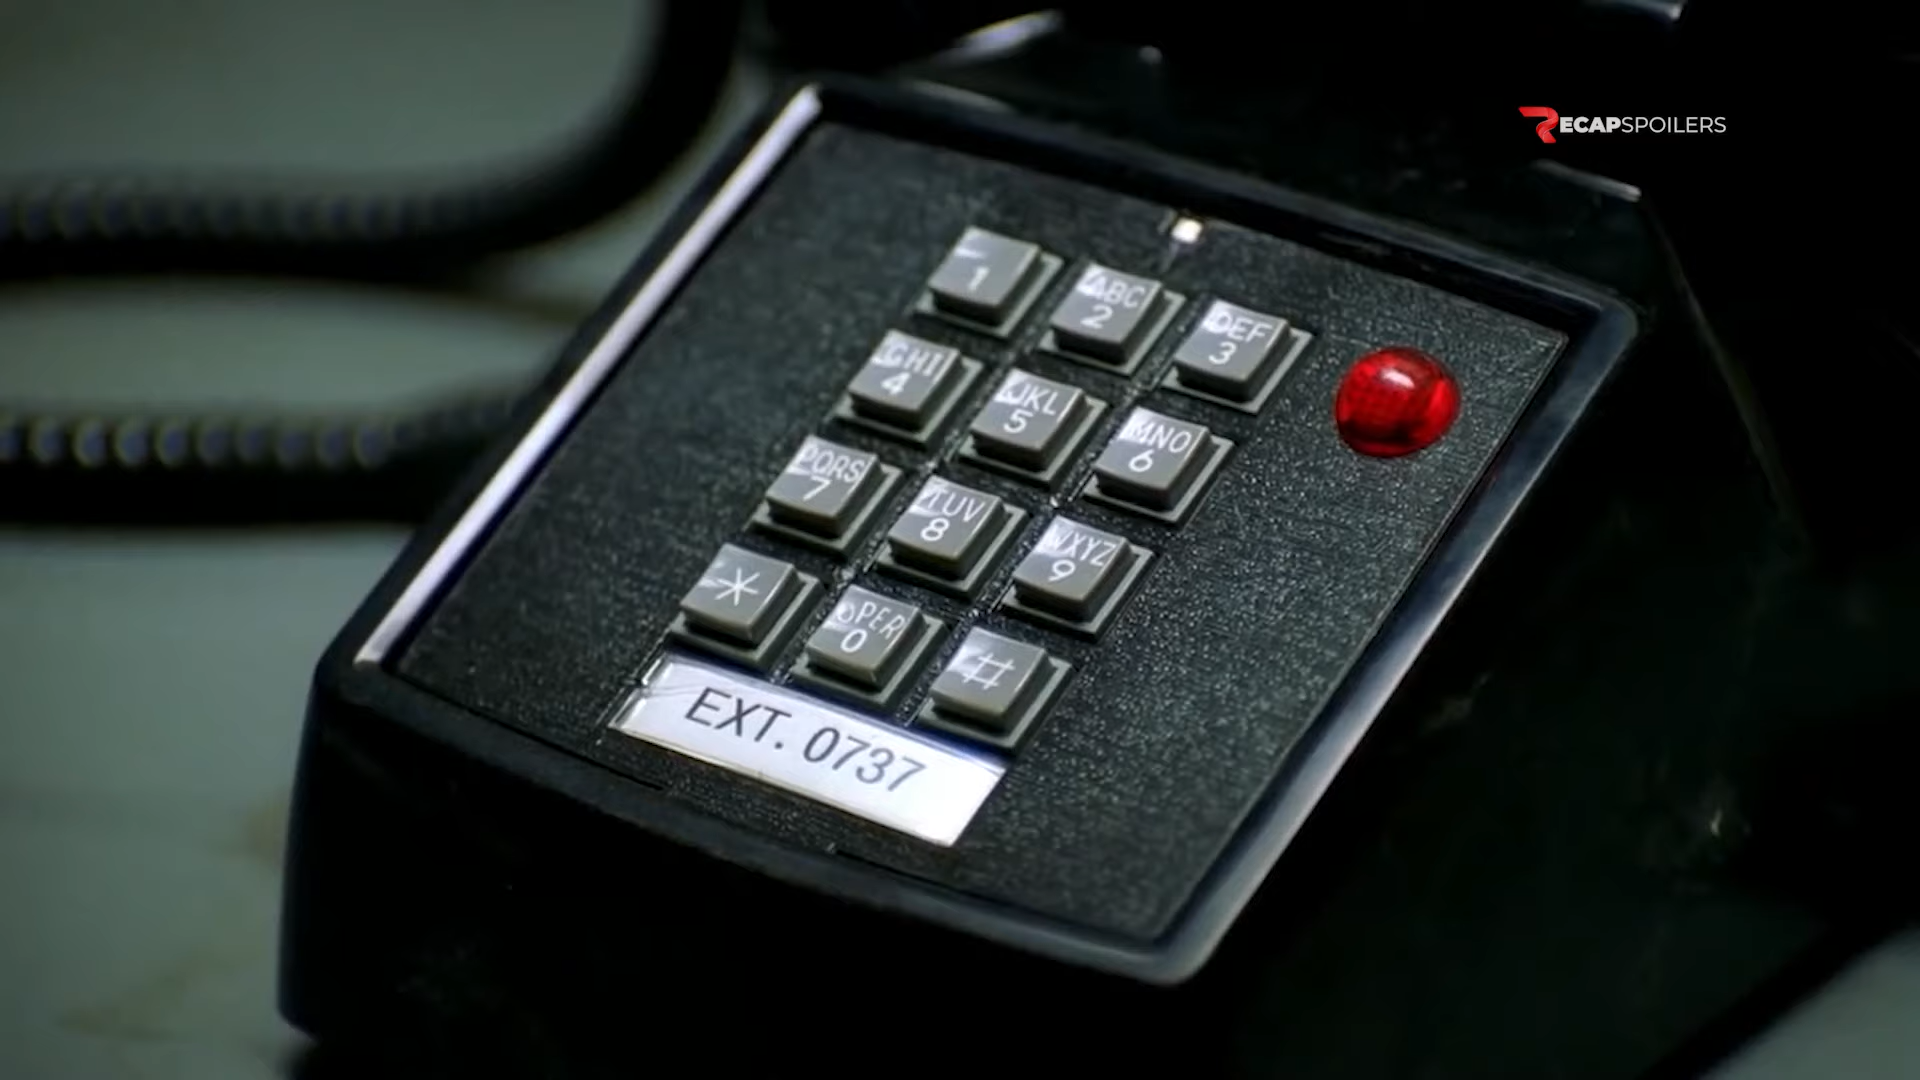 RECAPSPOILERS
1
ABC
2
DEF
3
GHI
4
JKL
5
MNO
6
PQRS
7
TUV
8
WXYZ
9
*
OPER
0
#
EXT. 0737